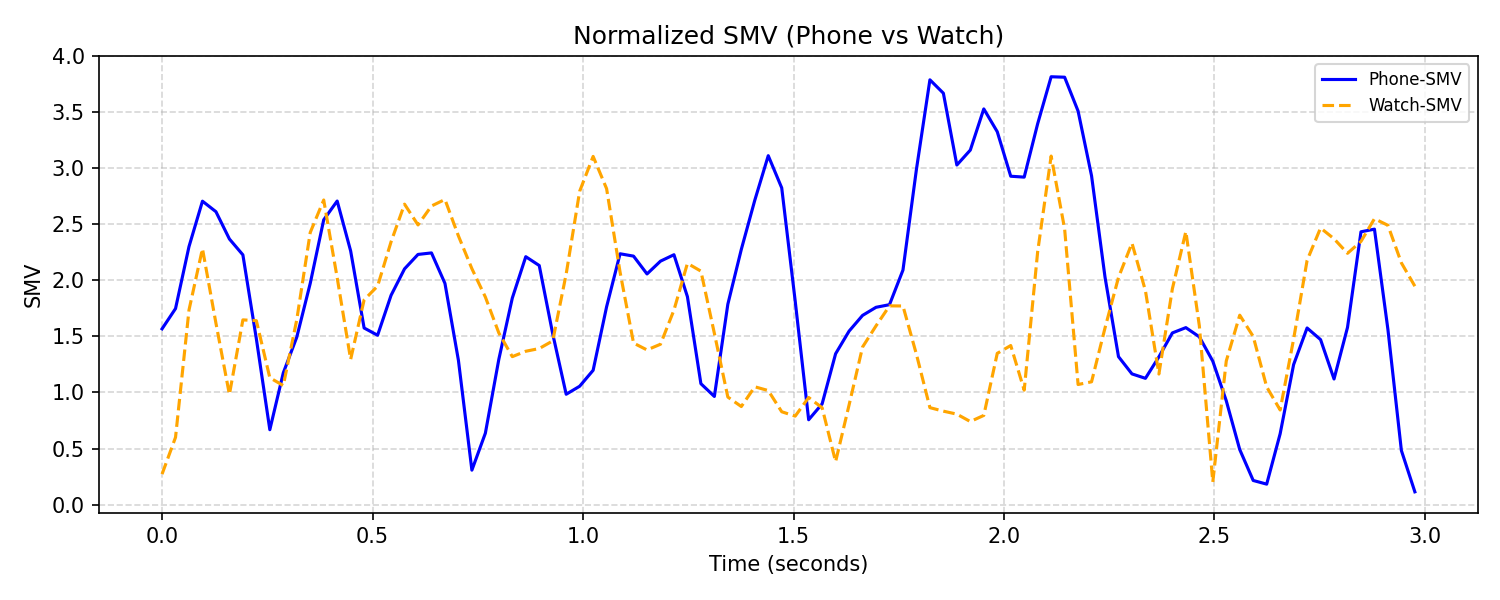 Normalized SMV (Phone vs Watch)
4.0
3.5
3.0
2.5
2.0
1.5
1.0
0.5
0.0
SMV
Phone-SMV
Watch-SMV
0.0 0.5 1.0 1.5 2.0 2.5 3.0
Time (seconds)